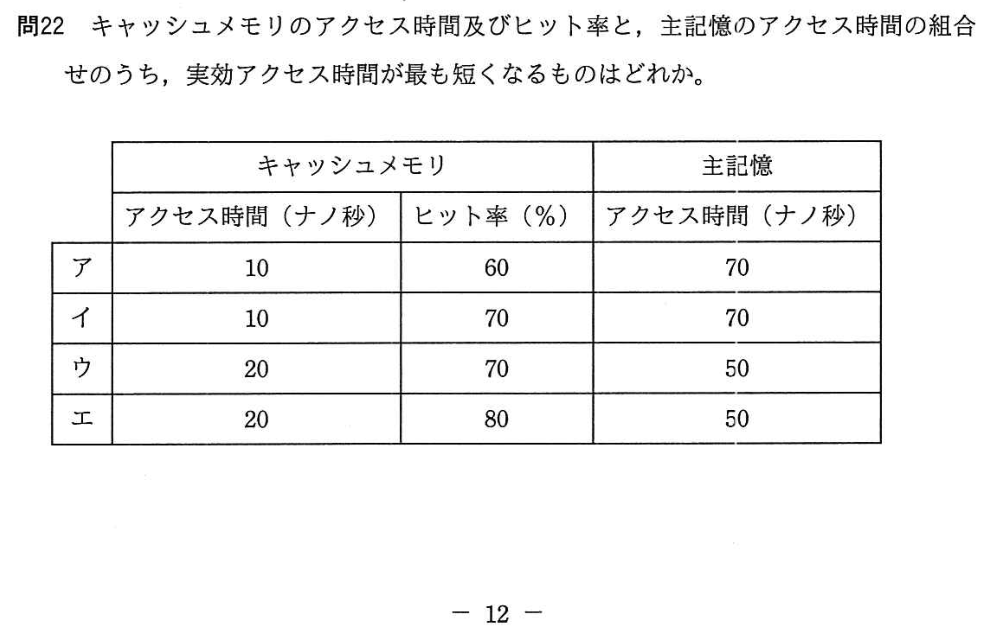 問22　キャッシュメモリのアクセス時間及びヒット率と，主記憶のアクセス時間の組合
せのうち，実効アクセス時間が最も短くなるものはどれか。
キャッシュメモリ　主記憶
アクセス時間（ナノ秒）　ヒット率（％）　アクセス時間（ナノ秒）
ア　10　60　70
イ　10　70　70
ウ　20　70　50
エ　20　80　50
－ 12 －